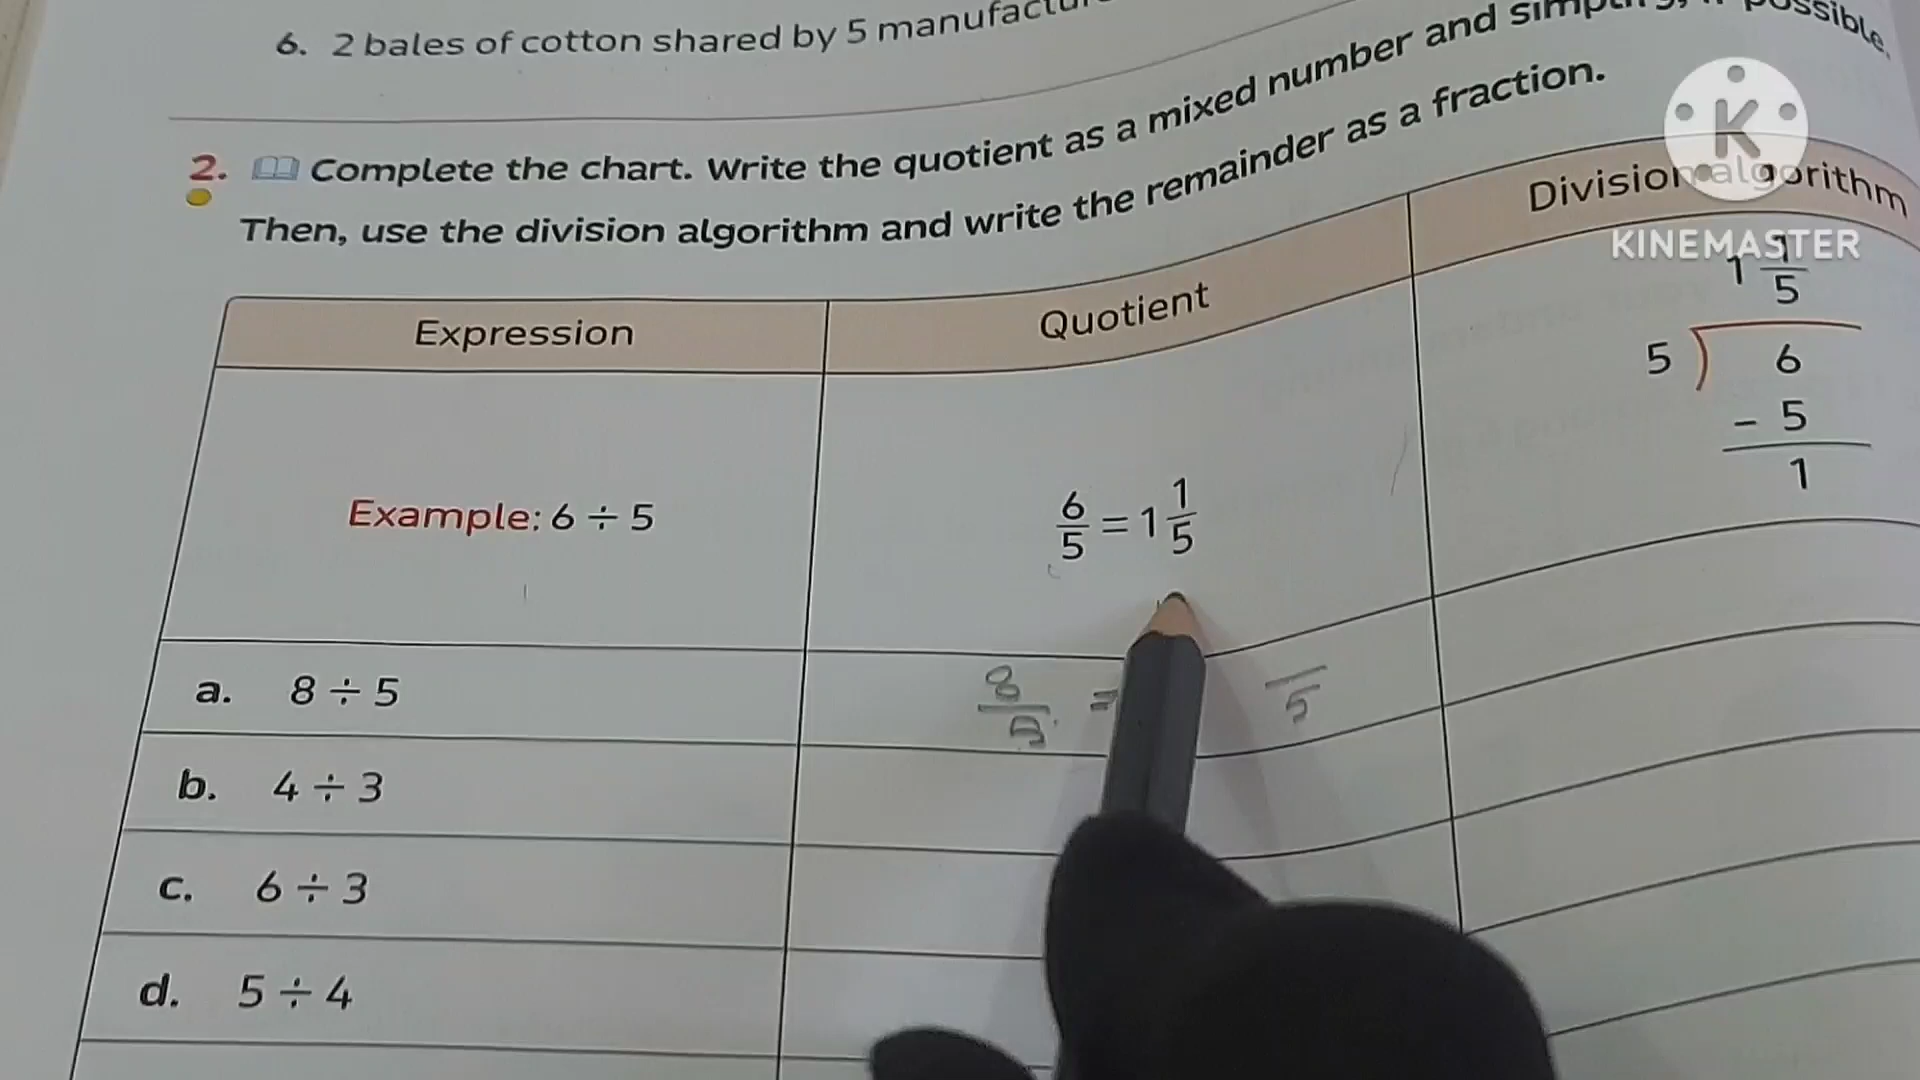 6. 2 bales of cotton shared by 5
2. Complete the chart. Write the quotient as a mixed number and
Then, use the division algorithm and write the remainder as a fraction.
Expression Quotient Division algorithm
Example: 6 ÷ 5
6/5 = 1 1/5
1 1/5
5 ) 6
- 5
1
a. 8 ÷ 5
8/5 = /5
b. 4 ÷ 3
c. 6 ÷ 3
d. 5 ÷ 4
K
KINEMASTER